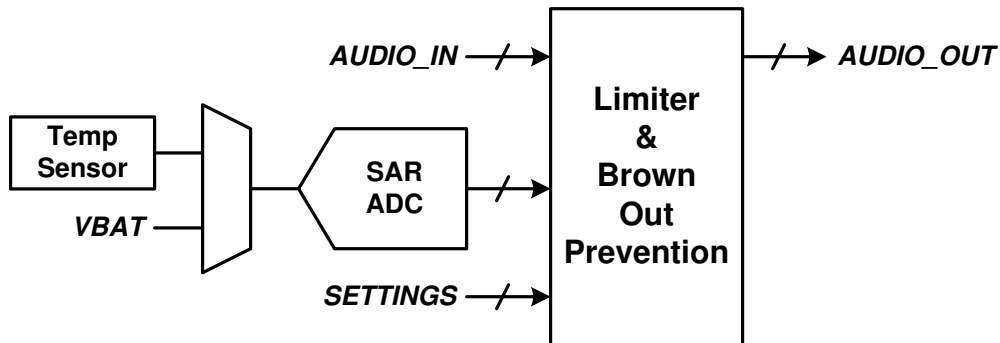 AUDIO_IN
AUDIO_OUT
Temp
Sensor
VBAT
SAR
ADC
SETTINGS
Limiter
&
Brown
Out
Prevention